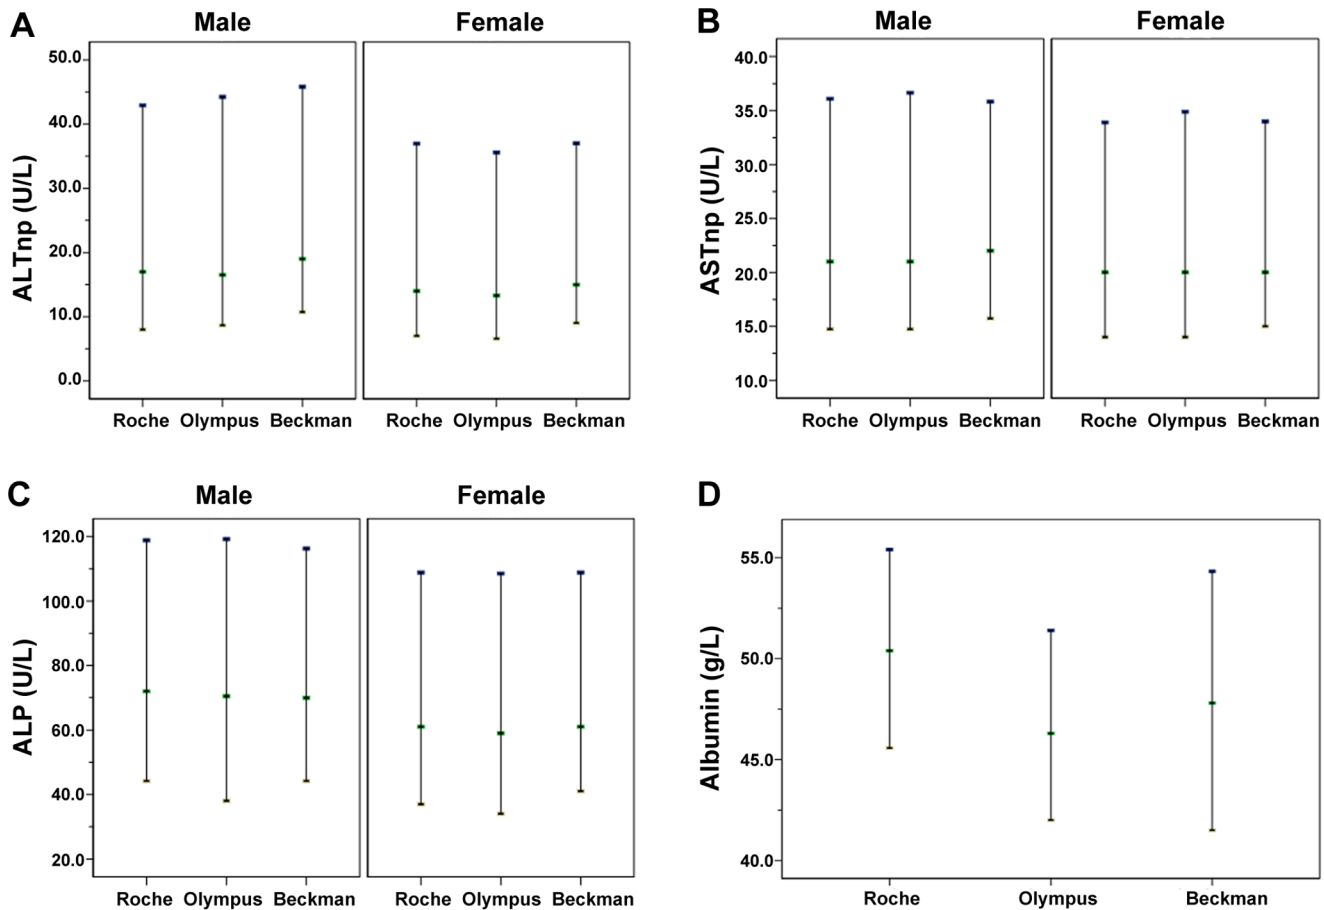 A
Male Female
ALTnp (U/L)
50.0
40.0
30.0
20.0
10.0
0.0
Roche Olympus Beckman Roche Olympus Beckman
B
Male Female
ASTnp (U/L)
40.0
35.0
30.0
25.0
20.0
15.0
10.0
Roche Olympus Beckman Roche Olympus Beckman
C
Male Female
ALP (U/L)
120.0
100.0
80.0
60.0
40.0
20.0
Roche Olympus Beckman Roche Olympus Beckman
D
Albumin (g/L)
55.0
50.0
45.0
40.0
Roche Olympus Beckman